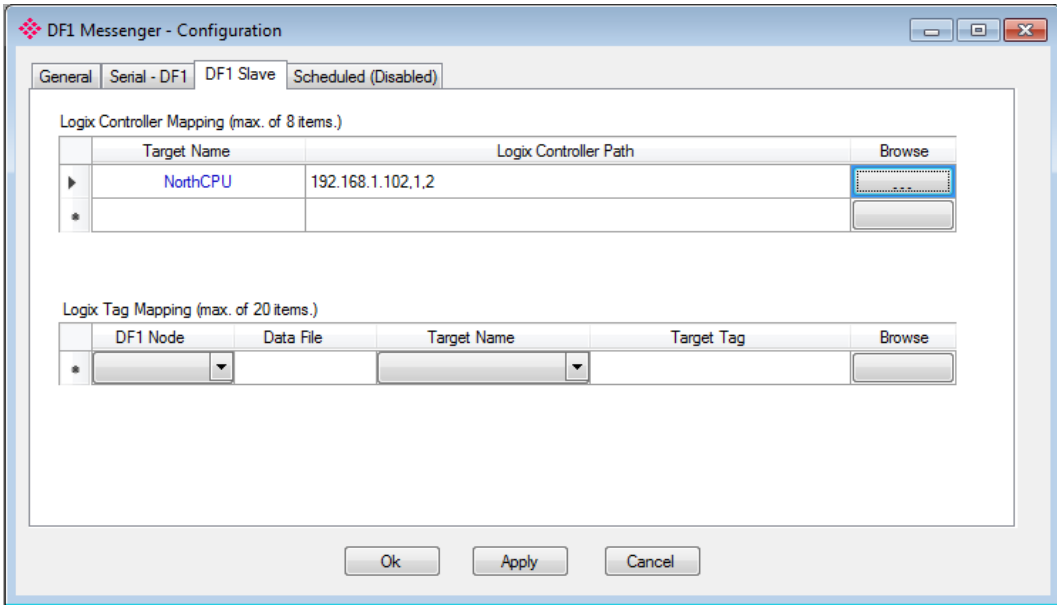 DF1 Messenger - Configuration
General Serial - DF1 DF1 Slave Scheduled (Disabled)
Logix Controller Mapping (max. of 8 items.)
Target Name Logix Controller Path Browse
NorthCPU 192.168.1.102,1,2 ...
Logix Tag Mapping (max. of 20 items.)
DF1 Node Data File Target Name Target Tag Browse
Ok Apply Cancel